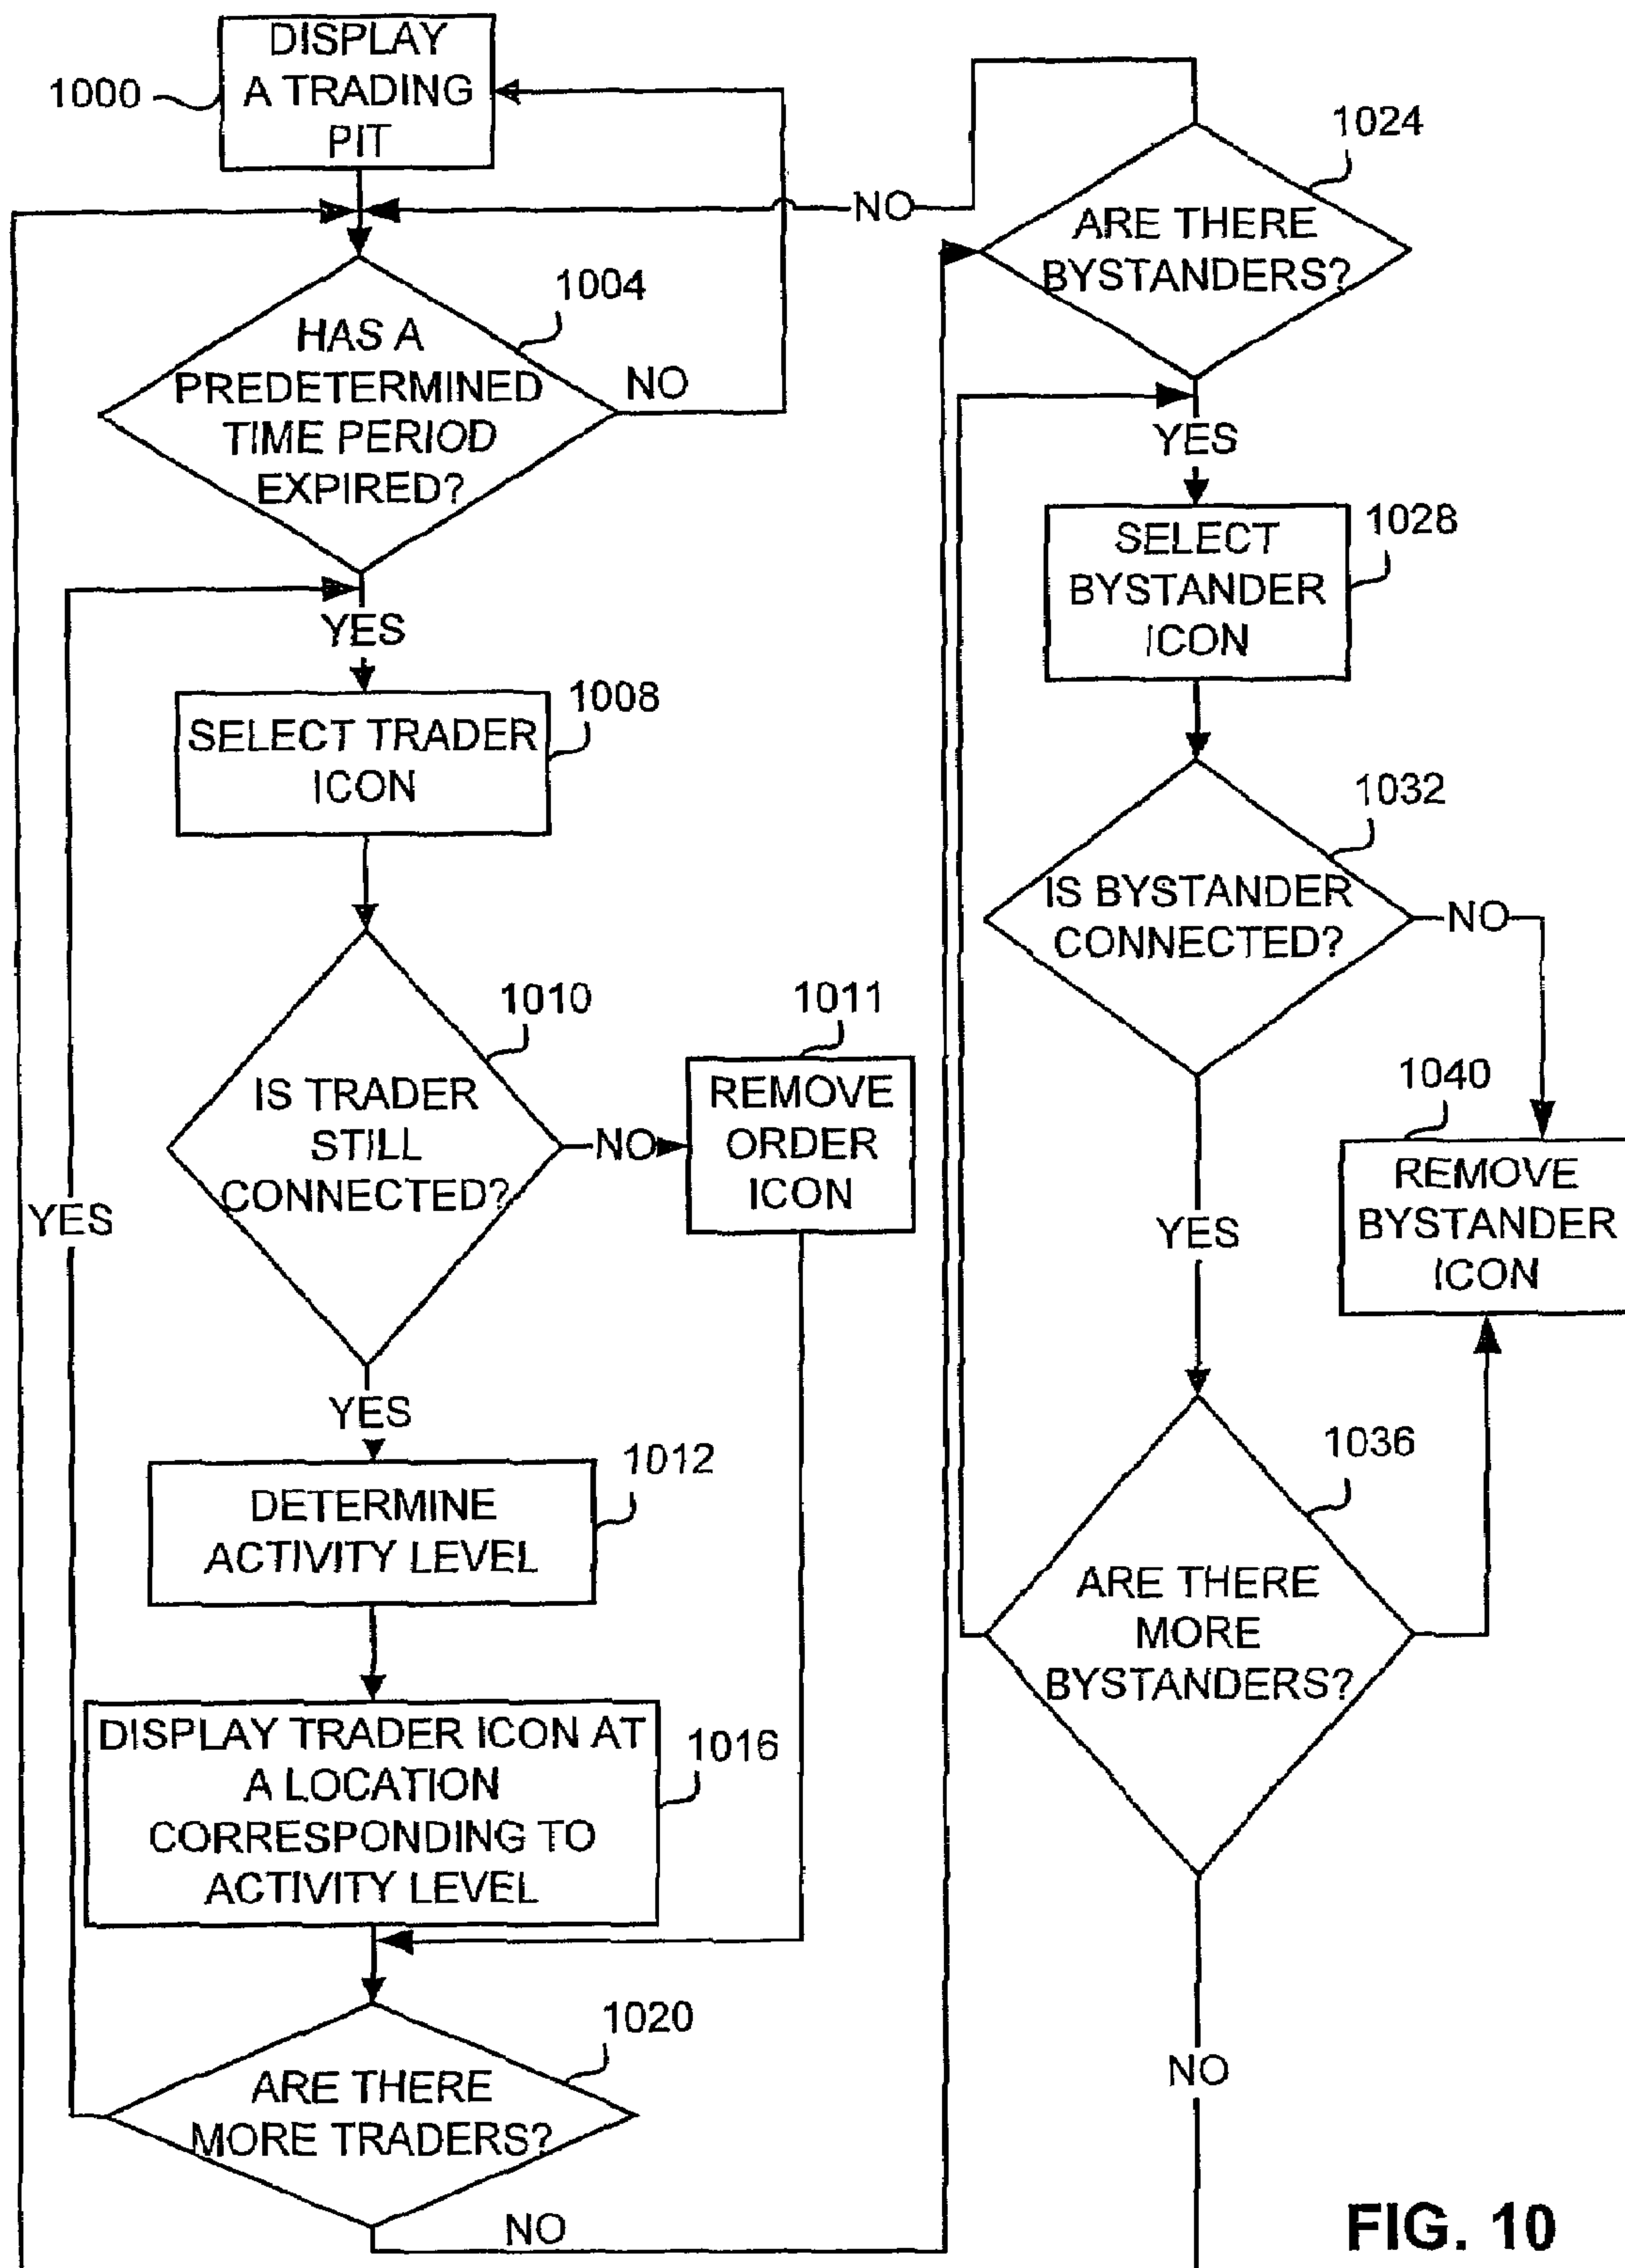 DISPLAY
A TRADING
PIT
1000
1004
HAS A
PREDETERMINED
TIME PERIOD
EXPIRED?
NO
YES
SELECT TRADER
ICON
1008
1010
IS TRADER
STILL
CONNECTED?
NO
1011
REMOVE
ORDER
ICON
YES
YES
DETERMINE
ACTIVITY LEVEL
1012
DISPLAY TRADER ICON AT
A LOCATION
CORRESPONDING TO
ACTIVITY LEVEL
1016
1020
ARE THERE
MORE TRADERS?
NO
1024
ARE THERE
BYSTANDERS?
NO
YES
SELECT
BYSTANDER
ICON
1028
1032
IS BYSTANDER
CONNECTED?
NO
1040
REMOVE
BYSTANDER
ICON
YES
1036
ARE THERE
MORE
BYSTANDERS?
NO
FIG. 10